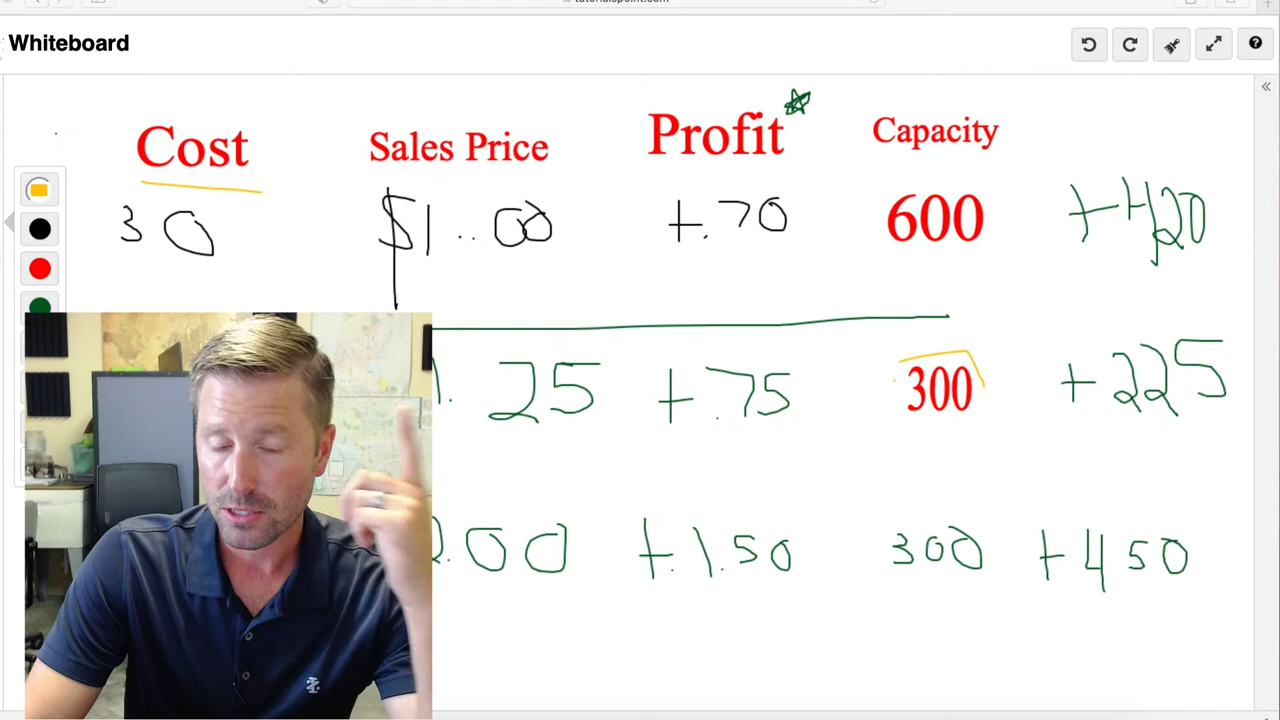 Whiteboard
Cost Sales Price Profit Capacity
30 $1..00 +.70 600 +420
25 +.75 300 +225
.00 +1.50 300 +450